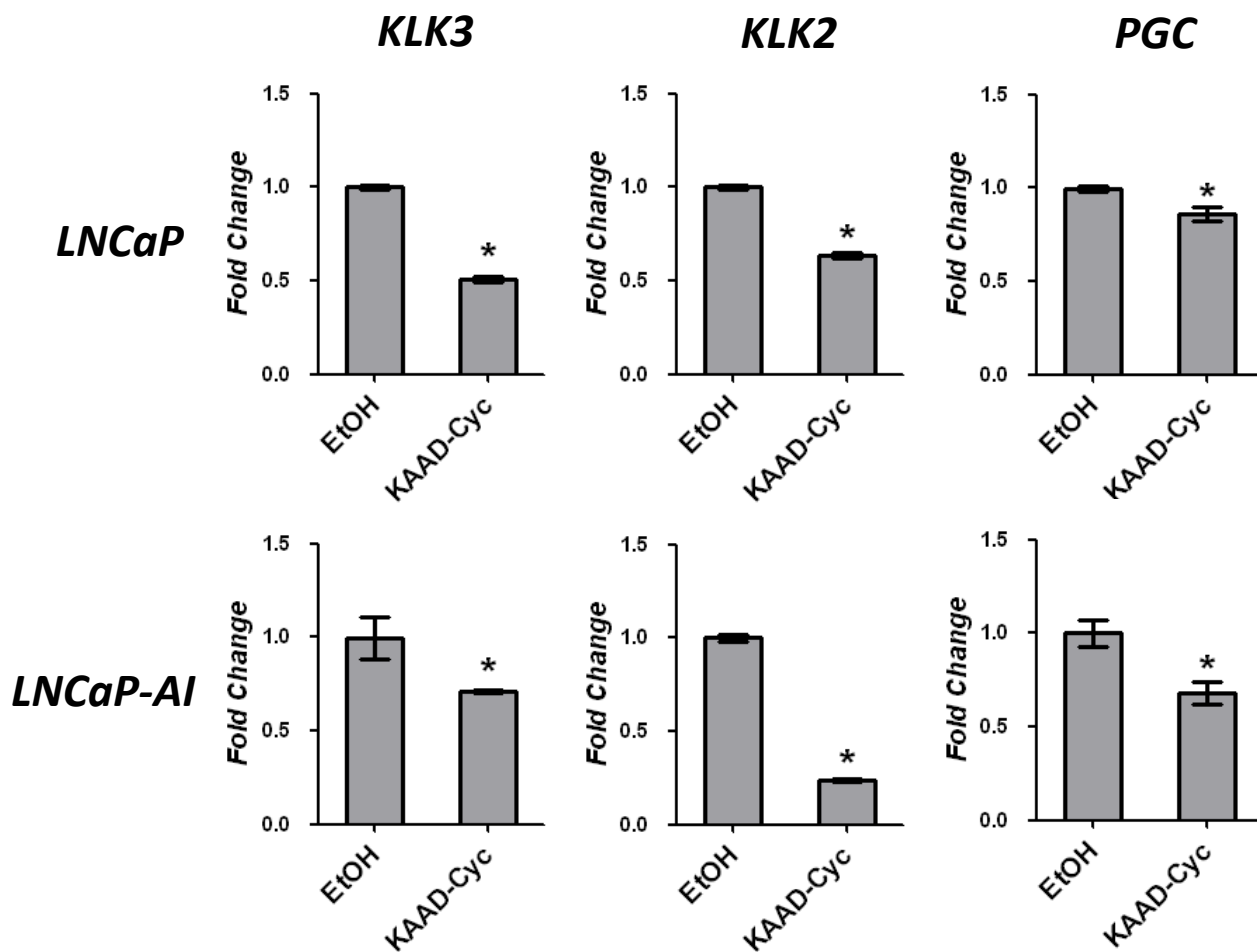 KLK3 KLK2 PGC
LNCaP
Fold Change
1.5
1.0
0.5
0.0
EtOH
KAAD-Cyc
*
Fold Change
1.5
1.0
0.5
0.0
EtOH
KAAD-Cyc
*
Fold Change
1.5
1.0
0.5
0.0
EtOH
KAAD-Cyc
*
LNCaP-AI
Fold Change
1.5
1.0
0.5
0.0
EtOH
KAAD-Cyc
*
Fold Change
1.5
1.0
0.5
0.0
EtOH
KAAD-Cyc
*
Fold Change
1.5
1.0
0.5
0.0
EtOH
KAAD-Cyc
*